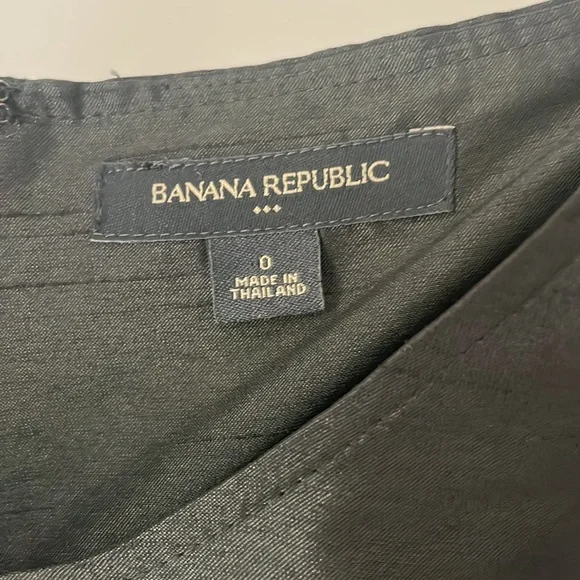 BANANA REPUBLIC
0
MADE IN
THAILAND